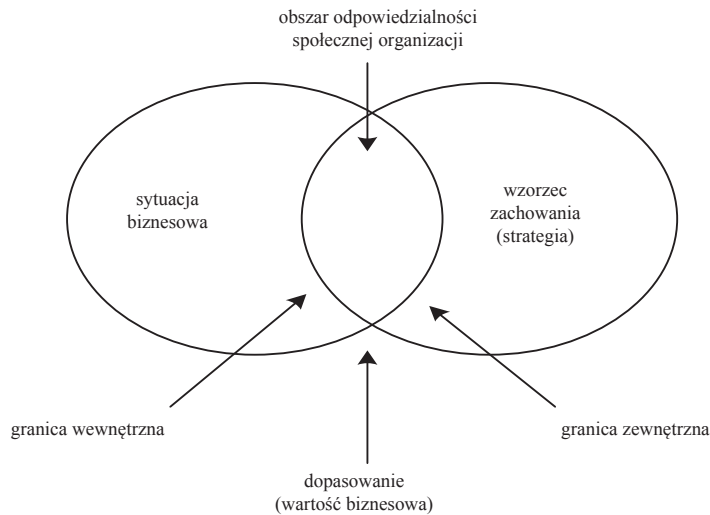 obszar odpowiedzialności
społecznej organizacji
sytuacja
biznesowa
wzorzec
zachowania
(strategia)
granica wewnętrzna
granica zewnętrzna
dopasowanie
(wartość biznesowa)